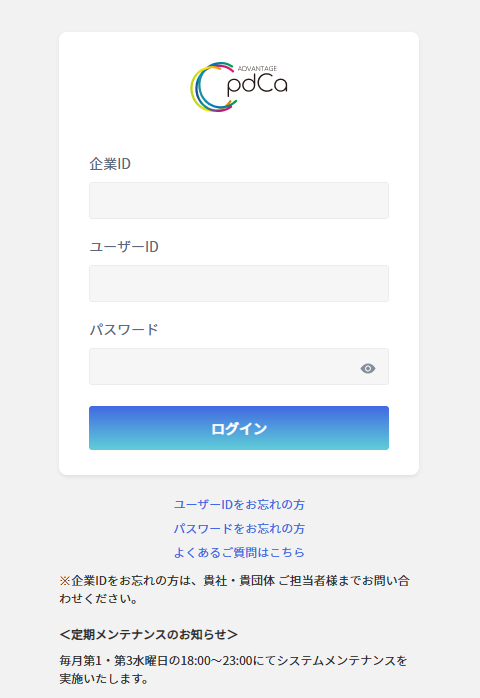 ADVANTAGE
pdCa
企業ID
ユーザーID
パスワード
ログイン
ユーザーIDをお忘れの方
パスワードをお忘れの方
よくあるご質問はこちら
※企業IDをお忘れの方は、貴社・貴団体 ご担当者様までお問い合
わせください。
＜定期メンテナンスのお知らせ＞
毎月第1・第3水曜日の18:00～23:00にてシステムメンテナンスを
実施いたします。